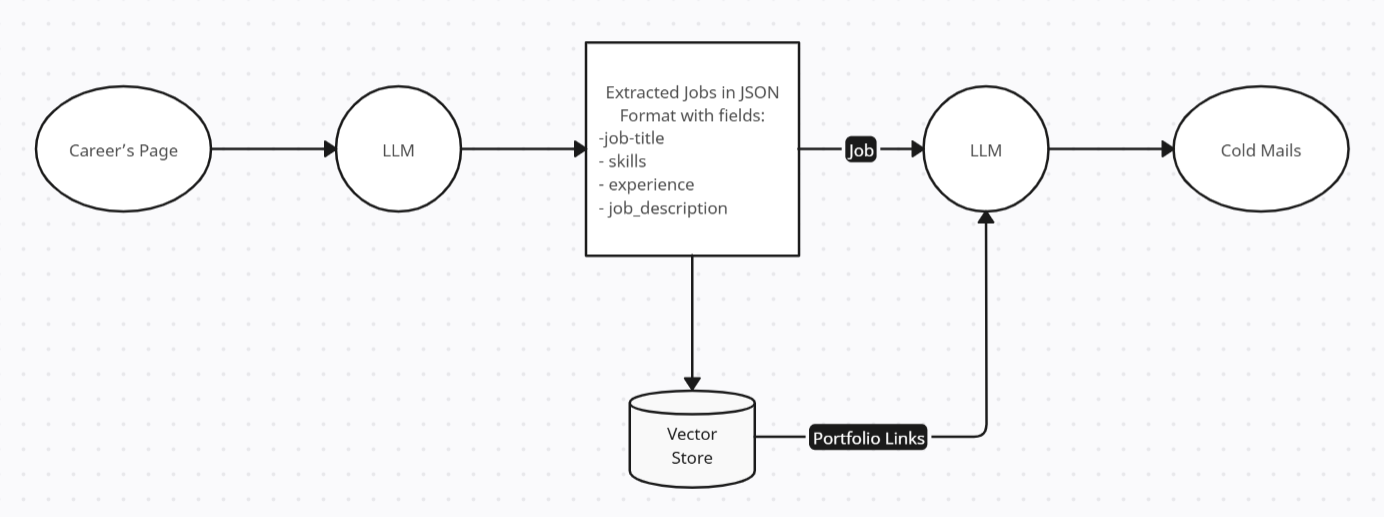 Career’s Page
LLM
Extracted Jobs in JSON
Format with fields:
-job-title
- skills
- experience
- job_description
Job
LLM
Cold Mails
Vector
Store
Portfolio Links